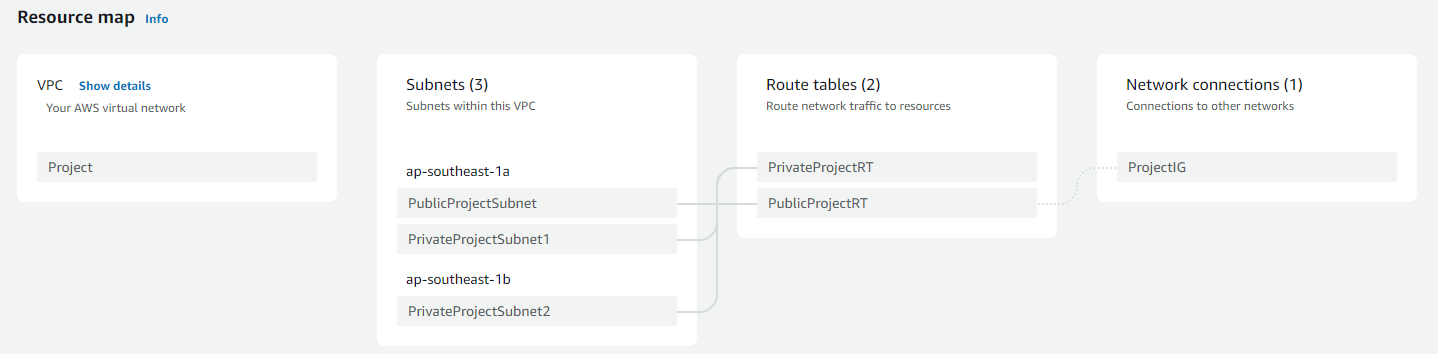 Resource map Info
VPC Show details
Your AWS virtual network
Project
Subnets (3)
Subnets within this VPC
ap-southeast-1a
PublicProjectSubnet
PrivateProjectSubnet1
ap-southeast-1b
PrivateProjectSubnet2
Route tables (2)
Route network traffic to resources
PrivateProjectRT
PublicProjectRT
Network connections (1)
Connections to other networks
ProjectIG